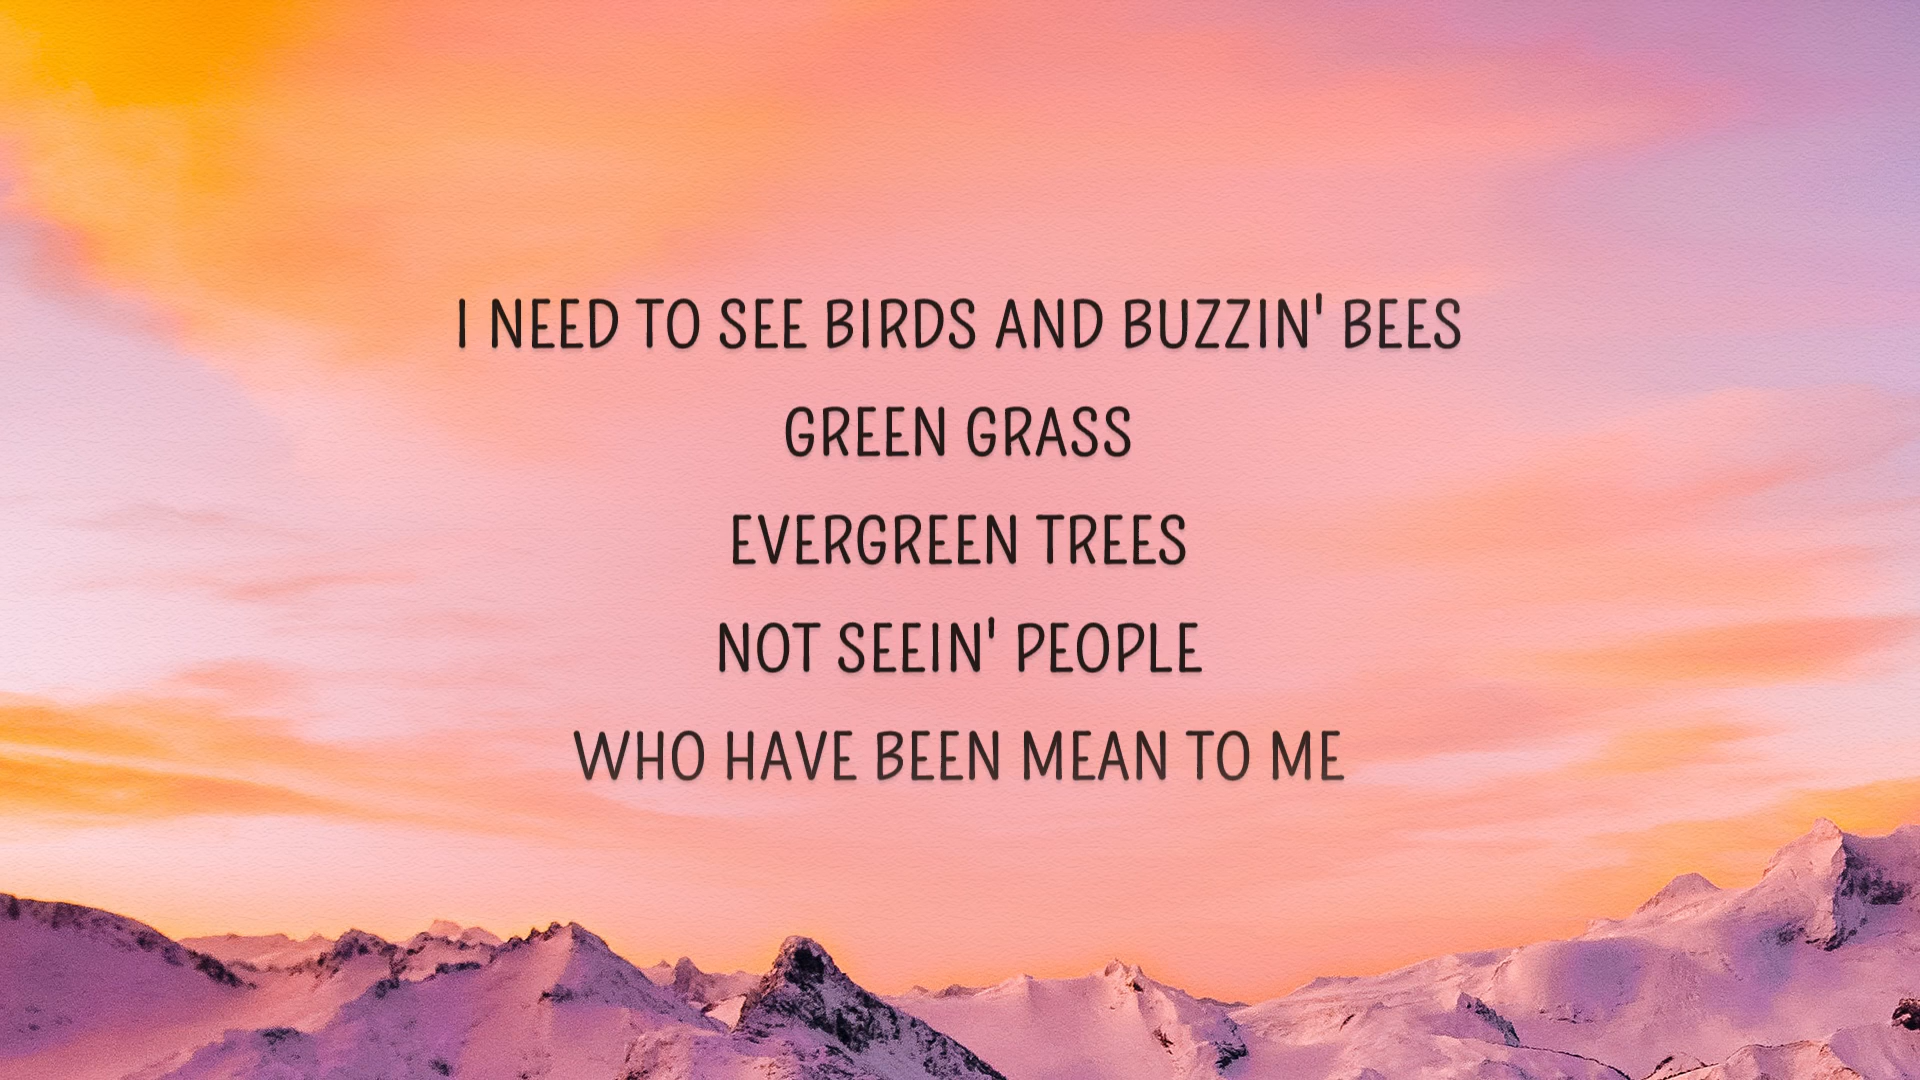 I NEED TO SEE BIRDS AND BUZZIN' BEES
GREEN GRASS
EVERGREEN TREES
NOT SEEIN' PEOPLE
WHO HAVE BEEN MEAN TO ME